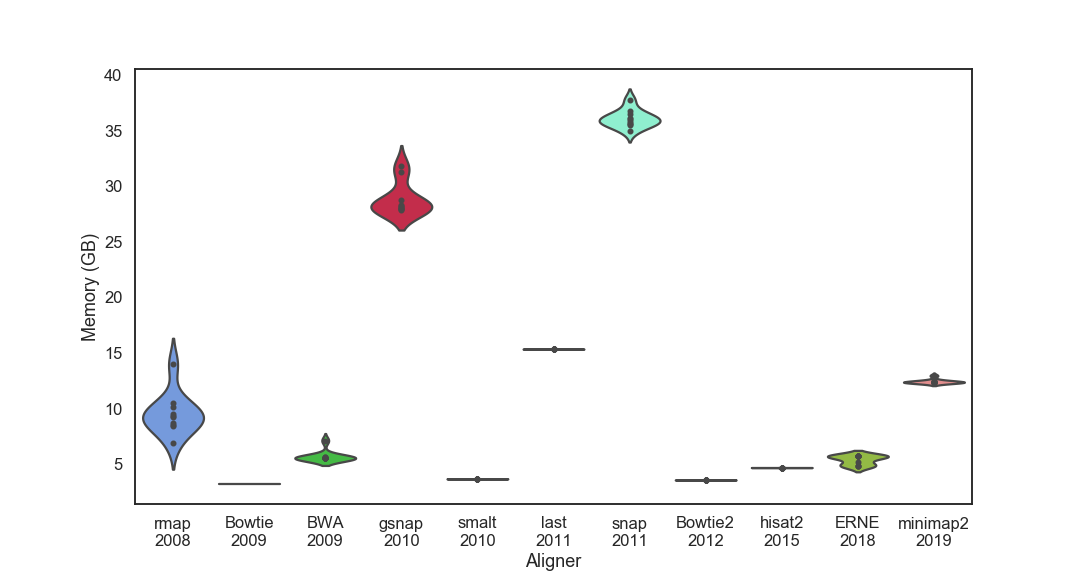 40
35
30
25
20
15
10
5
Memory (GB)
rmap Bowtie BWA gsnap smalt last snap Bowtie2 hisat2 ERNE minimap2
2008 2009 2009 2010 2010 2011 2011 2012 2015 2018 2019
Aligner